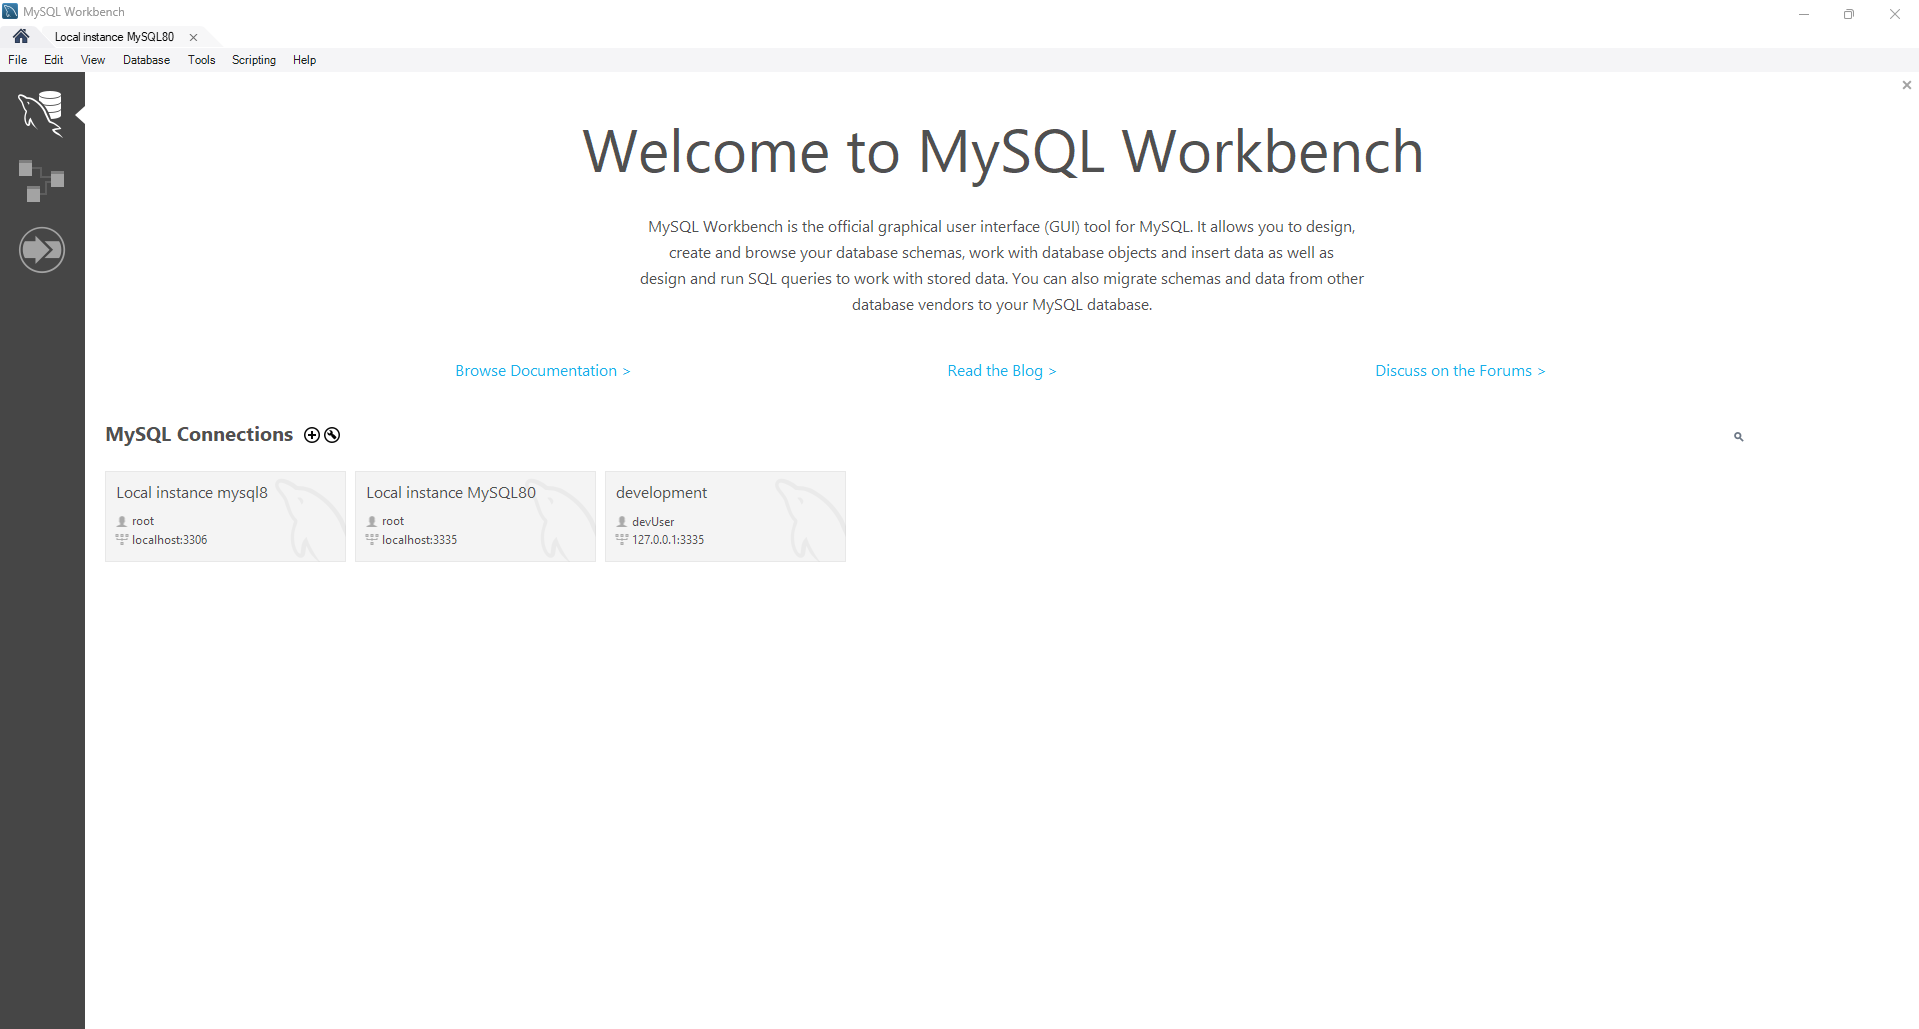 MySQL Workbench
Local instance MySQL80
File Edit View Database Tools Scripting Help
Welcome to MySQL Workbench
MySQL Workbench is the official graphical user interface (GUI) tool for MySQL. It allows you to design,
create and browse your database schemas, work with database objects and insert data as well as
design and run SQL queries to work with stored data. You can also migrate schemas and data from other
database vendors to your MySQL database.
Browse Documentation > Read the Blog > Discuss on the Forums >
MySQL Connections
Local instance mysql8
root
localhost:3306
Local instance MySQL80
root
localhost:3335
development
devUser
127.0.0.1:3335